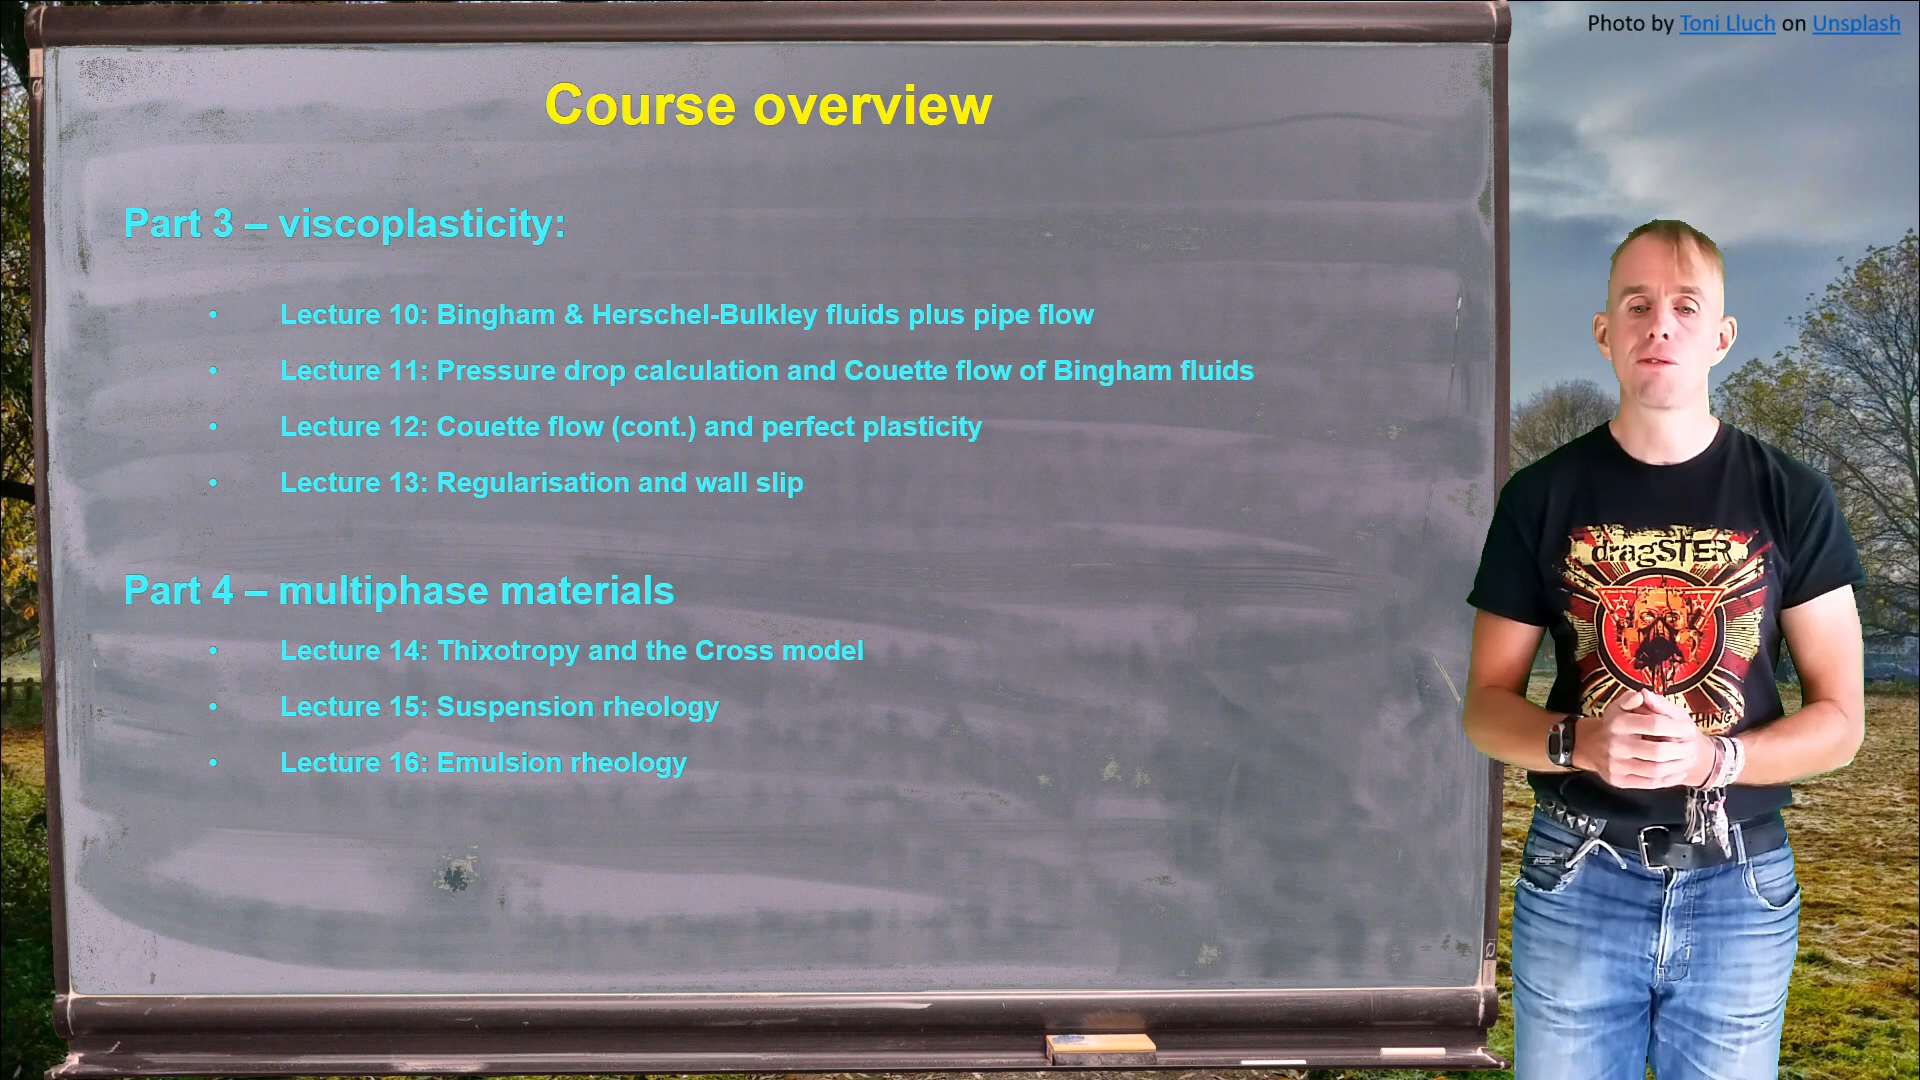 Photo by Toni Lluch on Unsplash
Course overview
Part 3 – viscoplasticity:
• Lecture 10: Bingham & Herschel-Bulkley fluids plus pipe flow
• Lecture 11: Pressure drop calculation and Couette flow of Bingham fluids
• Lecture 12: Couette flow (cont.) and perfect plasticity
• Lecture 13: Regularisation and wall slip
Part 4 – multiphase materials
• Lecture 14: Thixotropy and the Cross model
• Lecture 15: Suspension rheology
• Lecture 16: Emulsion rheology
dragSTER